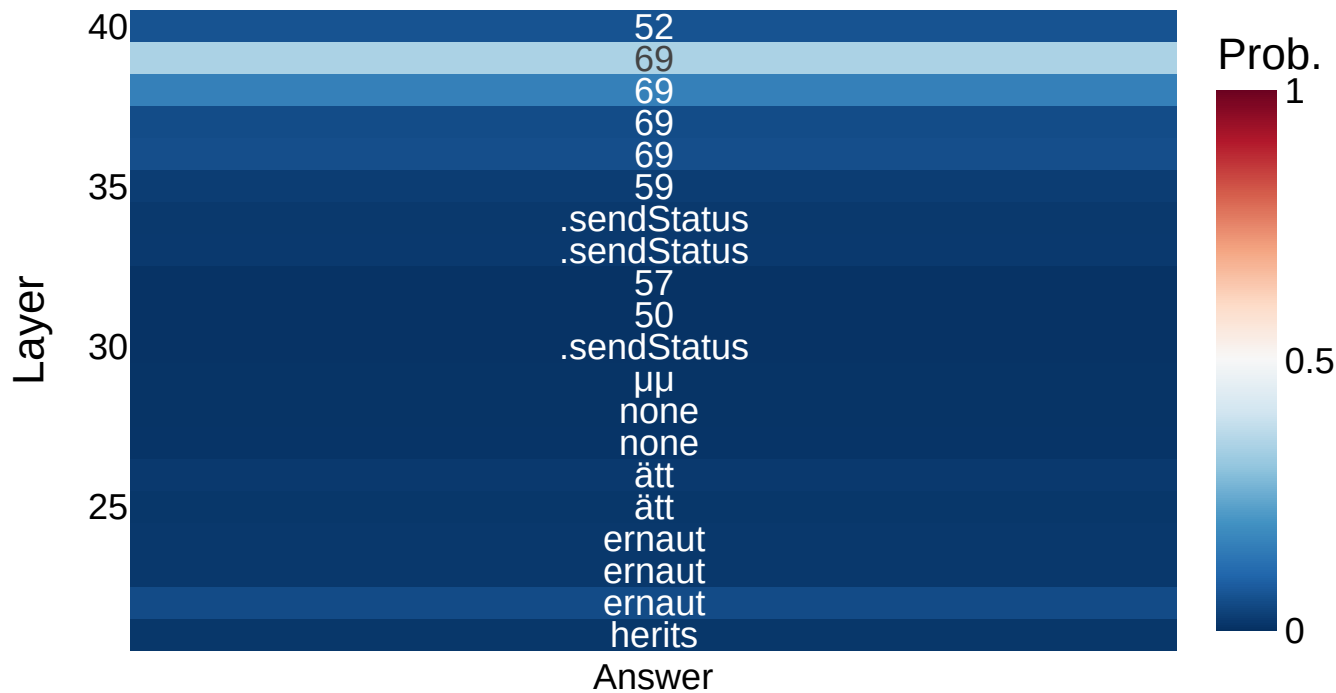 40
52
Prob.
69
69
1
69
69
35
59
.sendStatus
.sendStatus
57
Layer
50
30
.sendStatus
0.5
μμ
none
none
ätt
25
ätt
ernaut
ernaut
ernaut
herits
0
Answer